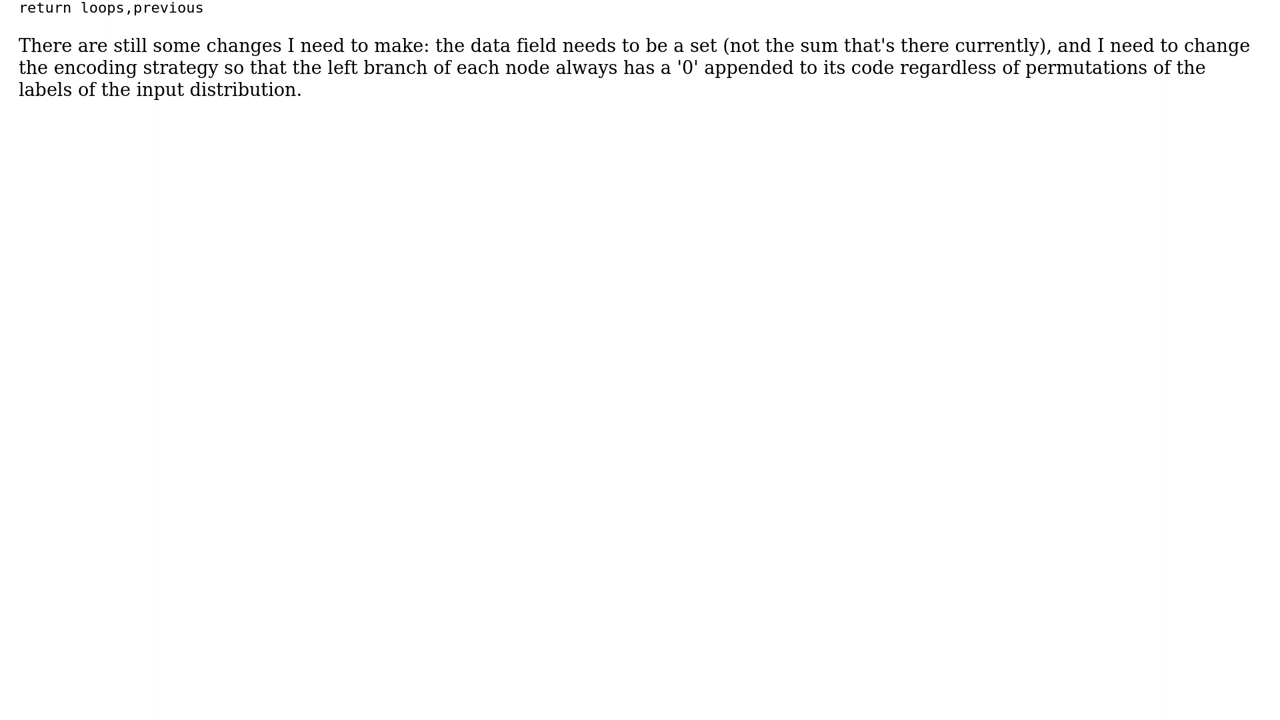 return loops,previous
There are still some changes I need to make: the data field needs to be a set (not the sum that's there currently), and I need to change
the encoding strategy so that the left branch of each node always has a '0' appended to its code regardless of permutations of the
labels of the input distribution.